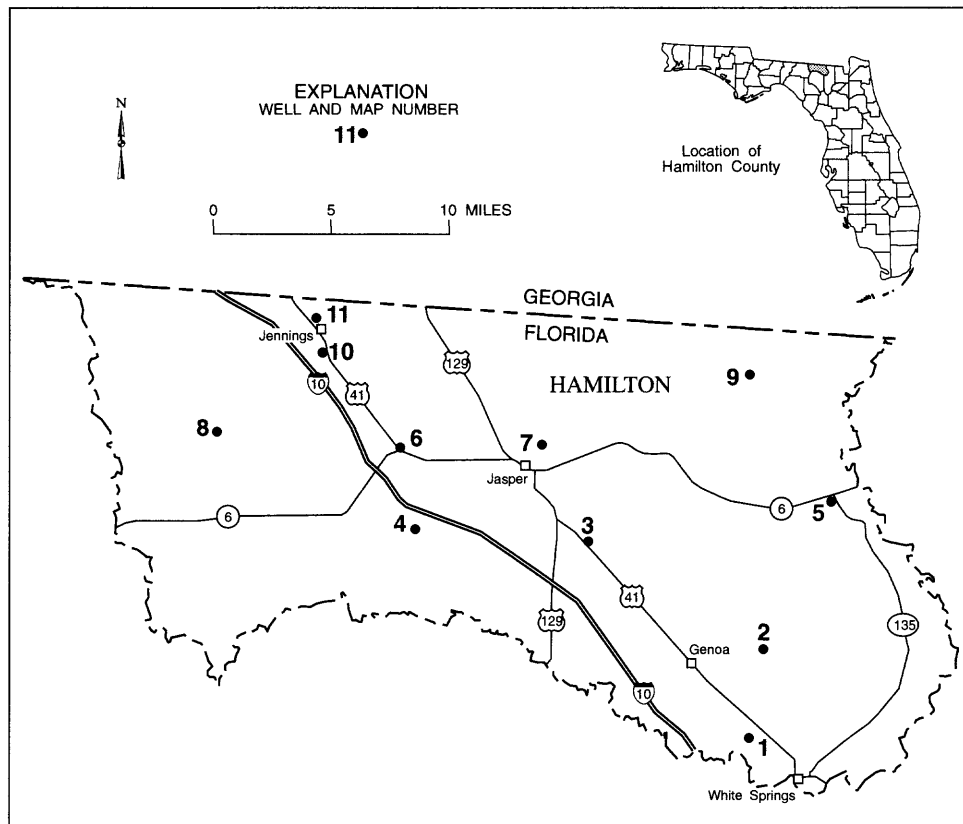 EXPLANATION
WELL AND MAP NUMBER
11
N
Location of
Hamilton County
0 5 10 MILES
GEORGIA
FLORIDA
11
Jennings
10
129
10
HAMILTON
9
41
8
6
7
Jasper
6
6
5
4
3
41
129
2
135
Genoa
10
1
White Springs